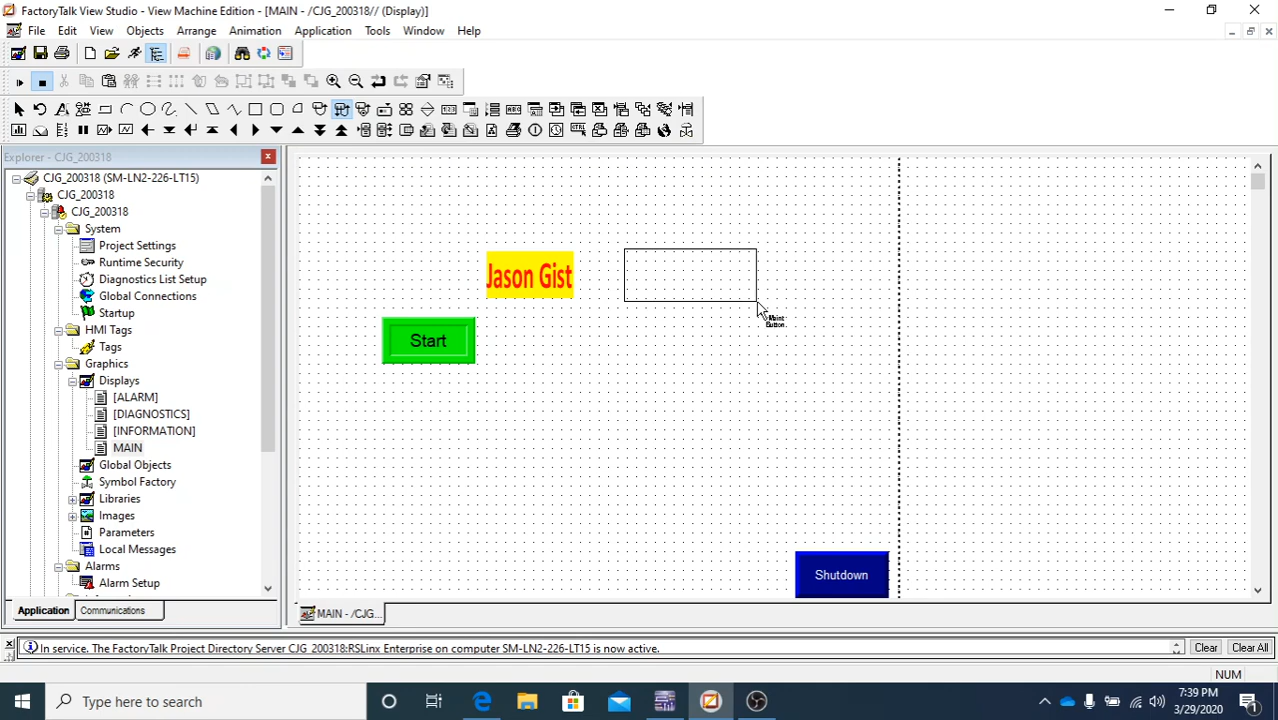 FactoryTalk View Studio - View Machine Edition - [MAIN - /CJG_200318// (Display)]
File Edit View Objects Arrange Animation Application Tools Window Help
Explorer - CJG_200318
CJG_200318 (SM-LN2-226-LT15)
CJG_200318
CJG_200318
System
Project Settings
Runtime Security
Diagnostics List Setup
Global Connections
Startup
HMI Tags
Tags
Graphics
Displays
[ALARM]
[DIAGNOSTICS]
[INFORMATION]
MAIN
Global Objects
Symbol Factory
Libraries
Images
Parameters
Local Messages
Alarms
Alarm Setup
Application Communications
Jason Gist
Start
Maint
Button
Shutdown
MAIN - /CJG...
In service. The FactoryTalk Project Directory Server CJG_200318:RSLinx Enterprise on computer SM-LN2-226-LT15 is now active.
Clear Clear All
NUM
Type here to search
7:39 PM
3/29/2020